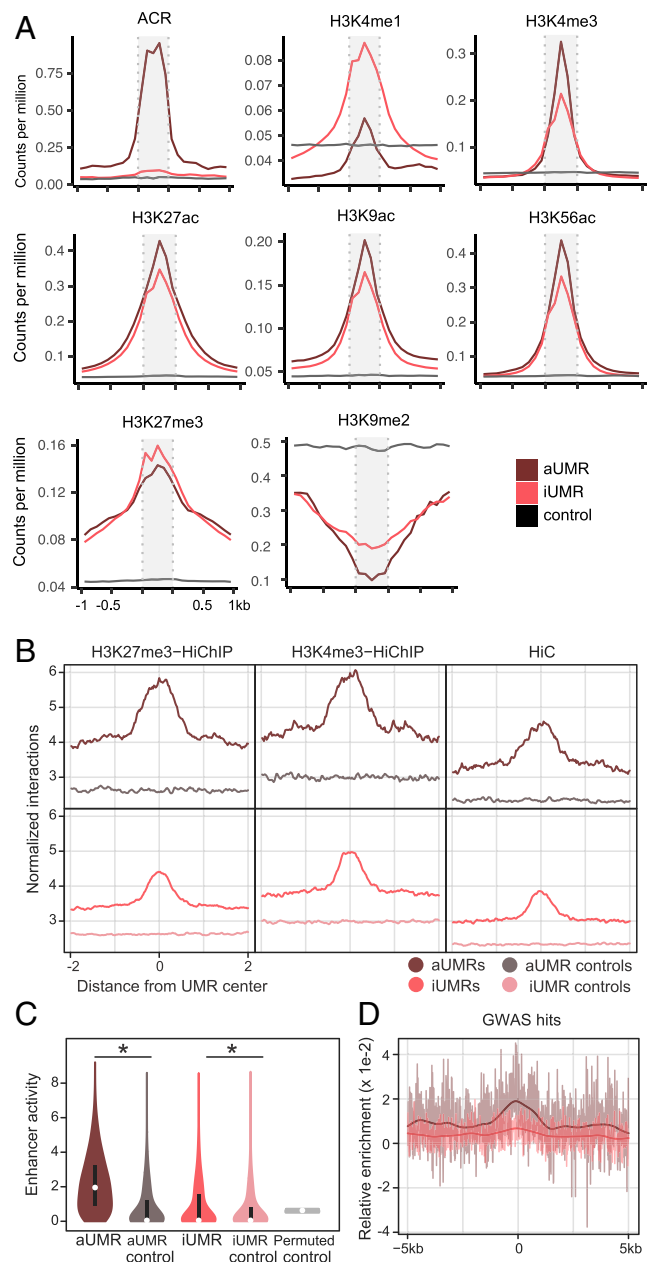 A
ACR
H3K4me1
H3K4me3
Counts per million
0.75
0.50
0.25
0.00
0.08
0.07
0.06
0.05
0.04
0.3
0.2
0.1
H3K27ac
H3K9ac
H3K56ac
Counts per million
0.4
0.3
0.2
0.1
0.20
0.15
0.10
0.05
0.4
0.3
0.2
0.1
H3K27me3
H3K9me2
Counts per million
0.16
0.12
0.08
0.04
-1 -0.5 0.5 1kb
0.5
0.4
0.3
0.2
0.1
aUMR
iUMR
control
B
H3K27me3−HiChIP
H3K4me3−HiChIP
HiC
Normalized interactions
6
5
4
3
6
5
4
3
-2 0 2
Distance from UMR center
aUMRs
aUMR controls
iUMRs
iUMR controls
C
Enhancer activity
8
6
4
2
0
*
*
aUMR
aUMR control
iUMR
iUMR control
Permuted control
D
GWAS hits
Relative enrichment (x 1e-2)
4
2
0
-2
-4
−5kb 0 5kb